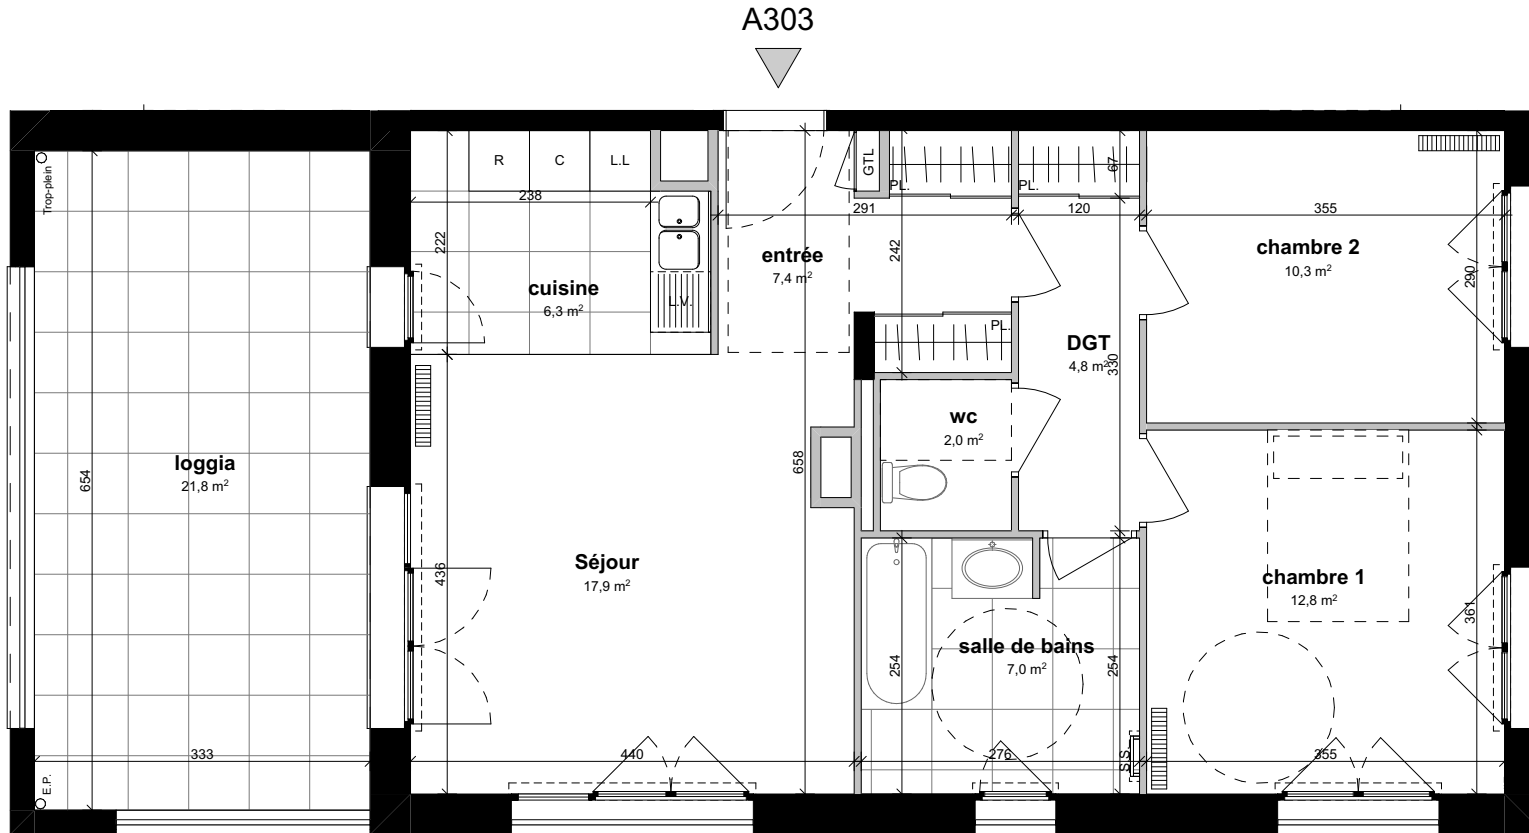 A303
R
C
L.L
GTL
PL.
PL.
67
Trop-plein
238
291
120
355
222
242
entrée
7,4 m²
chambre 2
10,3 m²
290
cuisine
6,3 m²
L.V.
PL.
DGT
4,8 m²
330
wc
2,0 m²
loggia
21,8 m²
654
658
Séjour
17,9 m²
436
chambre 1
12,8 m²
361
salle de bains
7,0 m²
254
254
333
440
276
S.S.
355
E.P.